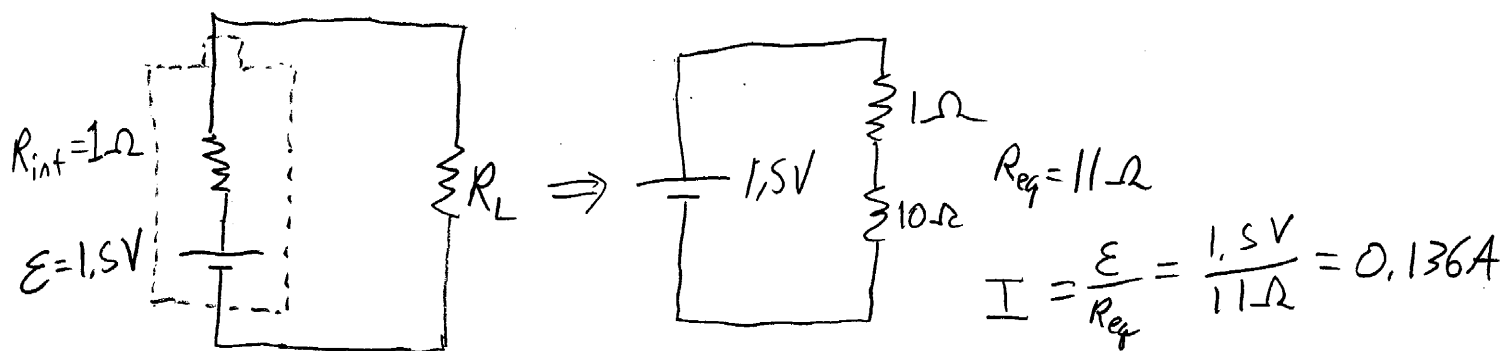 R_int=1Ω
ℰ=1.5V
R_L
⇒
1,5V
1Ω
10Ω
R_eq=11Ω
I = ℰ/R_eq = 1.5V/11Ω = 0.136A